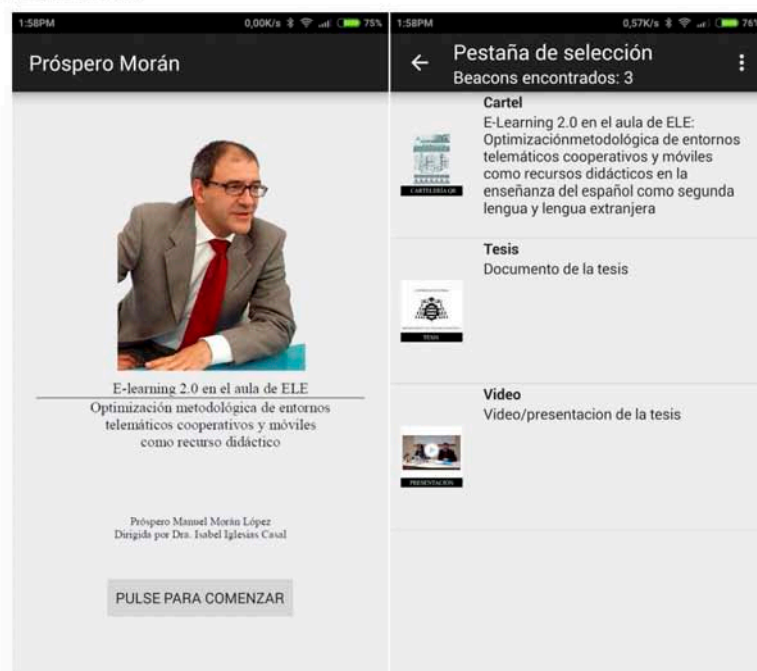 1:58PM
0,00K/s
75%
Próspero Morán
E-learning 2.0 en el aula de ELE
Optimización metodológica de entornos
telemáticos cooperativos y móviles
como recurso didáctico
Próspero Manuel Morán López
Dirigida por Dra. Isabel Iglesias Casal
PULSE PARA COMENZAR
1:58PM
0,57K/s
76%
Pestaña de selección
Beacons encontrados: 3
Cartel
E-Learning 2.0 en el aula de ELE:
Optimizaciónmetodológica de entornos
telemáticos cooperativos y móviles
como recursos didácticos en la
enseñanza del español como segunda
lengua y lengua extranjera
CARTELERÍA QR
Tesis
Documento de la tesis
TESIS
Video
Video/presentacion de la tesis
PRESENTACIÓN